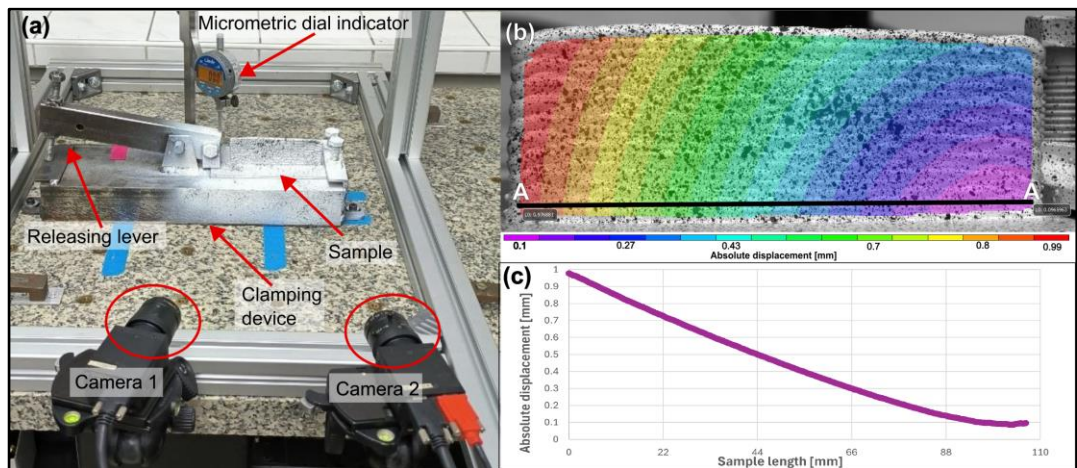 (a)
Micrometric dial indicator
Releasing lever
Sample
Clamping
device
Camera 1
Camera 2
(b)
A
A
0.1
0.27
0.43
0.7
0.8
0.99
Absolute displacement [mm]
(c)
Absolute displacement [mm]
1
0.9
0.8
0.7
0.6
0.5
0.4
0.3
0.2
0.1
0
0
22
44
66
88
110
Sample length [mm]